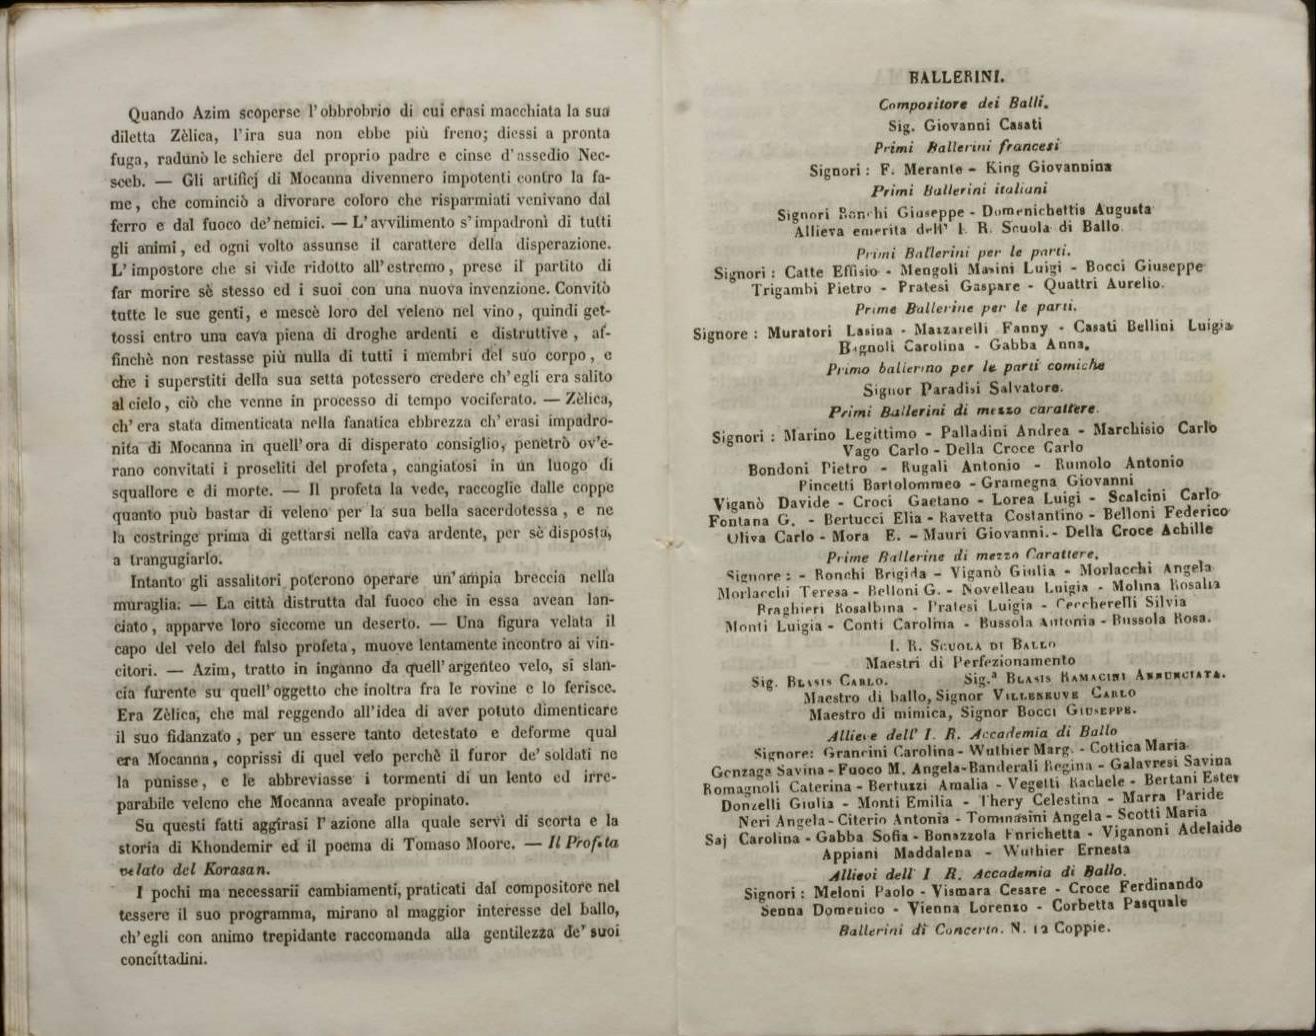 Quando Azim scoperse l'obbrobrio di cui erasi macchiata la sua
diletta Zèlica, l'ira sua non ebbe più freno; diessi a pronta
fuga, radunò le schiere del proprio padre e cinse d'assedio Nec-
sceb. — Gli artificj di Mocanna divennero impotenti contro la fa-
me, che cominciò a divorare coloro che risparmiati venivano dal
ferro e dal fuoco de' nemici. — L'avvilimento s'impadronì di tutti
gli animi, ed ogni volto assunse il carattere della disperazione.
L'impostore che si vide ridotto all'estremo, prese il partito di
far morire sè stesso ed i suoi con una nuova invenzione. Convitò
tutte le sue genti, e mescè loro del veleno nel vino, quindi get-
tossi entro una cava piena di droghe ardenti e distruttive, af-
finchè non restasse più nulla di tutti i membri del suo corpo, e
che i superstiti della sua setta potessero credere ch'egli era salito
al cielo, ciò che venne in processo di tempo vociferato. — Zèlica,
ch'era stata dimenticata nella fanatica ebbrezza ch'erasi impadro-
nita di Mocanna in quell'ora di disperato consiglio, penetrò ov'e-
rano convitati i proseliti del profeta, cangiatosi in un luogo di
squallore e di morte. — Il profeta la vede, raccoglie dalle coppe
quanto può bastar di veleno per la sua bella sacerdotessa, e ne
la costringe prima di gettarsi nella cava ardente, per sè disposta,
a trangugiarlo.
Intanto gli assalitori poterono operare un'ampia breccia nella
muraglia. — La città distrutta dal fuoco che in essa avean lan-
ciato, apparve loro siccome un deserto. — Una figura velata il
capo del velo del falso profeta, muove lentamente incontro ai vin-
citori. — Azim, tratto in inganno da quell'argenteo velo, si slan-
cia furente su quell'oggetto che inoltra fra le rovine e lo ferisce.
Era Zèlica, che mal reggendo all'idea di aver potuto dimenticare
il suo fidanzato, per un essere tanto detestato e deforme qual
era Mocanna, coprissi di quel velo perchè il furor de' soldati ne
la punisse, e le abbreviasse i tormenti di un lento ed irre-
parabile veleno che Mocanna aveale propinato.
Su questi fatti aggirasi l'azione alla quale servì di scorta e la
storia di Khondemir ed il poema di Tomaso Moore. — Il Profeta
velato del Korasan.
I pochi ma necessarii cambiamenti, praticati dal compositore nel
tessere il suo programma, mirano al maggior interesse del ballo,
ch'egli con animo trepidante raccomanda alla gentilezza de' suoi
concittadini.
BALLERINI.
Compositore dei Balli.
Sig. Giovanni Casati
Primi Ballerini francesi
Signori : F. Merante - King Giovannina
Primi Ballerini italiani
Signori Ronchi Giuseppe - Domenichettis Augusta
Allieva emerita dell' I. R. Scuola di Ballo.
Primi Ballerini per le parti.
Signori : Catte Effisio - Mengoli Masini Luigi - Bocci Giuseppe
Trigambi Pietro - Pratesi Gaspare - Quattri Aurelio.
Prime Ballerine per le parti.
Signore : Muratori Lasina - Mazzarelli Fanny - Casati Bellini Luigia
Bagnoli Carolina - Gabba Anna.
Primo ballerino per le parti comiche
Signor Paradisi Salvatore.
Primi Ballerini di mezzo carattere.
Signori : Marino Legittimo - Palladini Andrea - Marchisio Carlo
Vago Carlo - Della Croce Carlo
Bondoni Pietro - Rugali Antonio - Rumolo Antonio
Pincetti Bartolommeo - Gramegna Giovanni
Viganò Davide - Croci Gaetano - Lorea Luigi - Scalcini Carlo
Fontana G. - Bertucci Elia - Ravetta Costantino - Belloni Federico
Oliva Carlo - Mora E. - Mauri Giovanni. - Della Croce Achille
Prime Ballerine di mezzo Carattere.
Signore : - Ronchi Brigida - Viganò Giulia - Morlacchi Angela
Morlacchi Teresa - Belloni G. - Novelleau Luigia - Molina Rosalia
Braghieri Rosalbina - Pratesi Luigia - Ceccherelli Silvia
Monti Luigia - Conti Carolina - Bussola Antonia - Bussola Rosa.
I. R. SCUOLA DI BALLO
Maestri di Perfezionamento
Sig. BLASIS CARLO. Sig.ª BLASIS RAMACINI ANNUNCIATA.
Maestro di ballo, Signor VILLENEUVE CARLO
Maestro di mimica, Signor BOCCI GIUSEPPE.
Allieve dell' I. R. Accademia di Ballo
Signore: Grancini Carolina - Wuthier Marg. - Cottica Maria
Gonzaga Savina - Fuoco M. Angela - Banderali Regina - Galavresi Savina
Romagnoli Caterina - Bertuzzi Amalia - Vegetti Rachele - Bertani Ester
Donzelli Giulia - Monti Emilia - Thery Celestina - Marra Paride
Neri Angela - Citerio Antonia - Tommasini Angela - Scotti Maria
Saj Carolina - Gabba Sofia - Bonazzola Enrichetta - Viganoni Adelaide
Appiani Maddalena - Wuthier Ernesta
Allievi dell' I R. Accademia di Ballo.
Signori : Meloni Paolo - Vismara Cesare - Croce Ferdinando
Senna Domenico - Vienna Lorenzo - Corbetta Pasquale
Ballerini di Concerto. N. 12 Coppie.